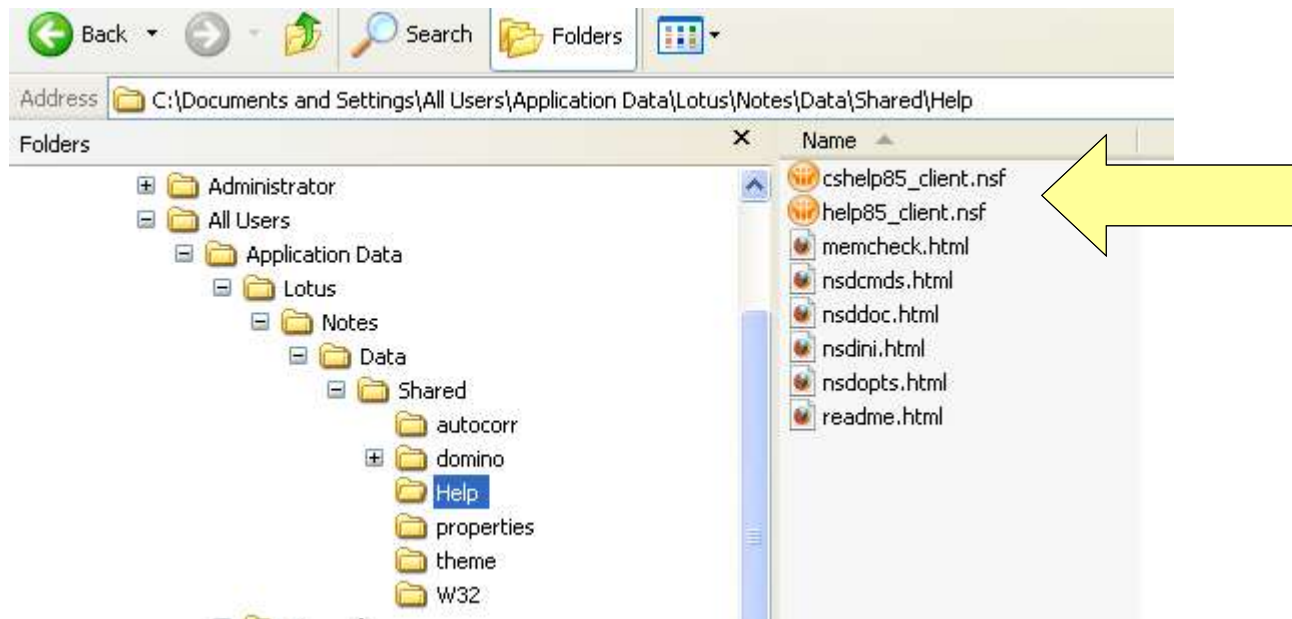 Back
Search
Folders
Address C:\Documents and Settings\All Users\Application Data\Lotus\Notes\Data\Shared\Help
Folders
Administrator
All Users
Application Data
Lotus
Notes
Data
Shared
autocorr
domino
Help
properties
theme
W32
Name
cshelp85_client.nsf
help85_client.nsf
memcheck.html
nsdcmds.html
nsddoc.html
nsdini.html
nsdopts.html
readme.html